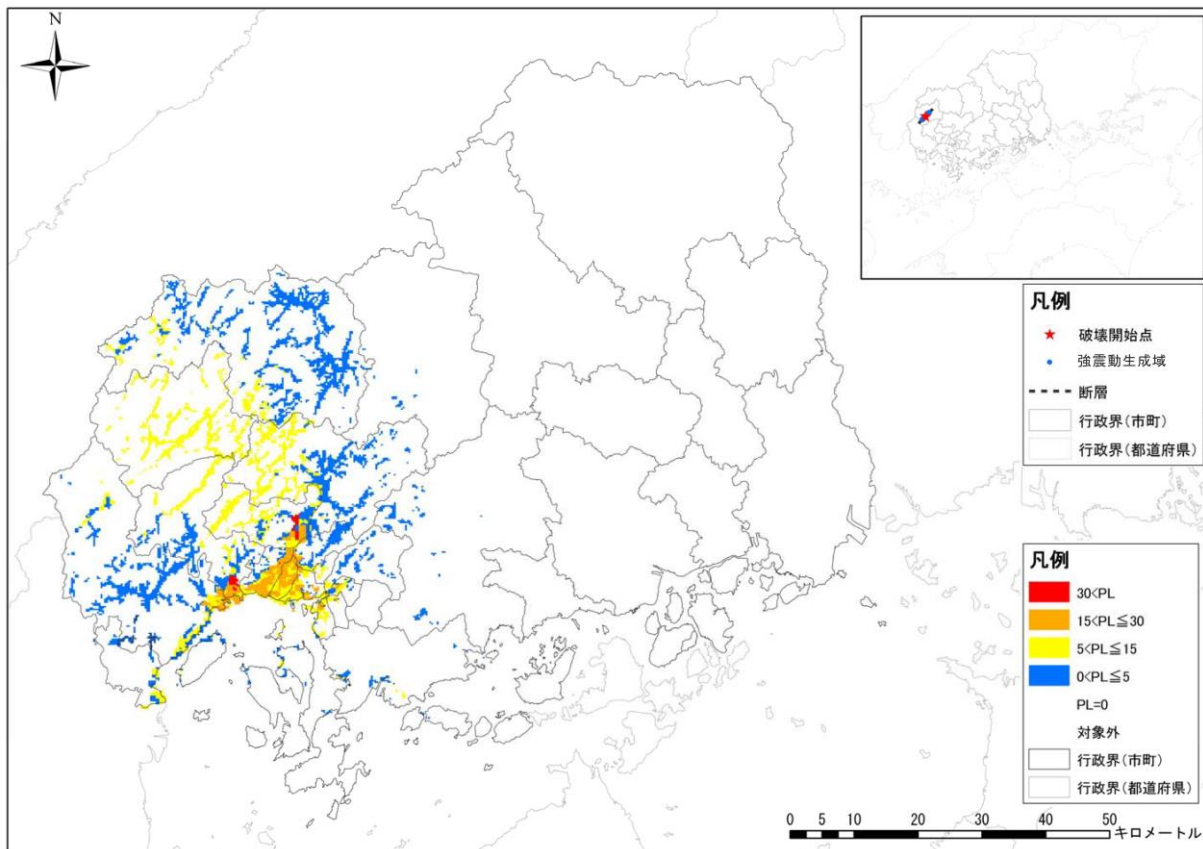 N
凡例
破壊開始点
強震動生成域
断層
行政界(市町)
行政界(都道府県)
凡例
30<PL
15<PL≦30
5<PL≦15
0<PL≦5
PL=0
対象外
行政界(市町)
行政界(都道府県)
0 5 10 20 30 40 50
キロメートル